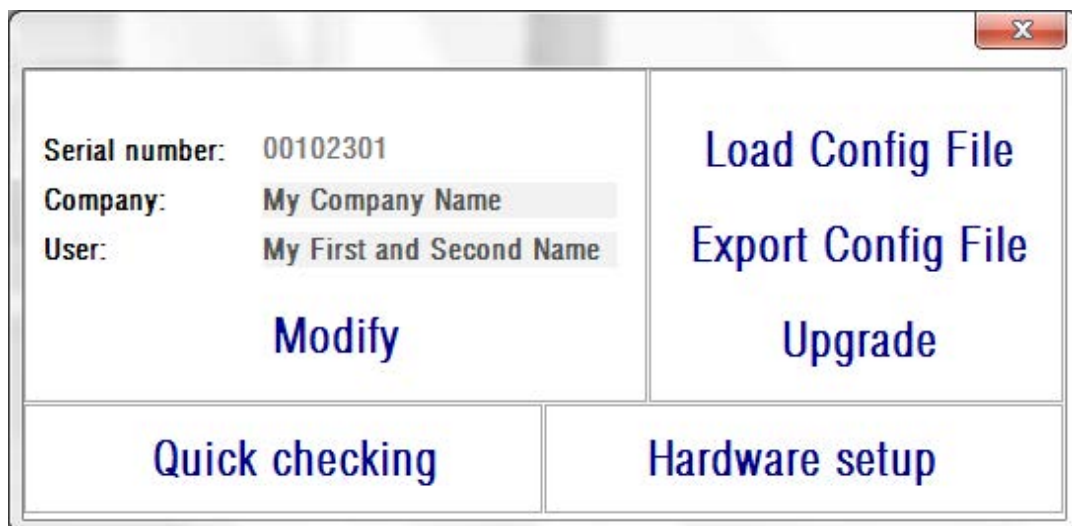 Serial number: 00102301
Company: My Company Name
User: My First and Second Name
Modify
Load Config File
Export Config File
Upgrade
Quick checking
Hardware setup